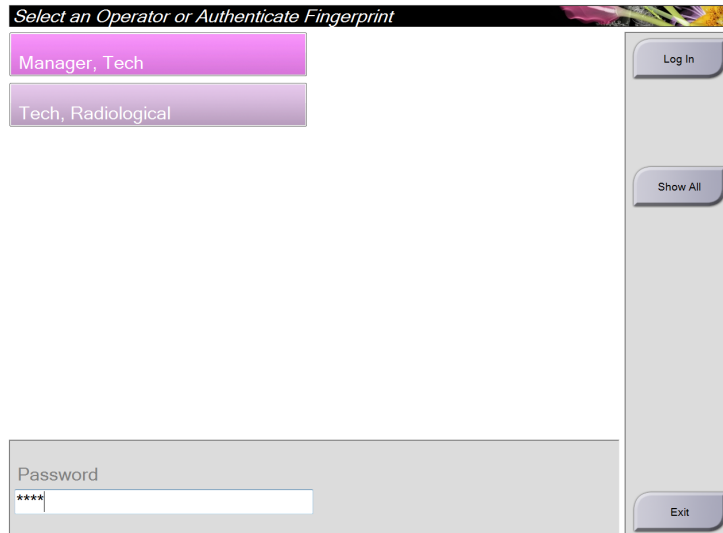 Select an Operator or Authenticate Fingerprint
Manager, Tech
Tech, Radiological
Log In
Show All
Password
****
Exit